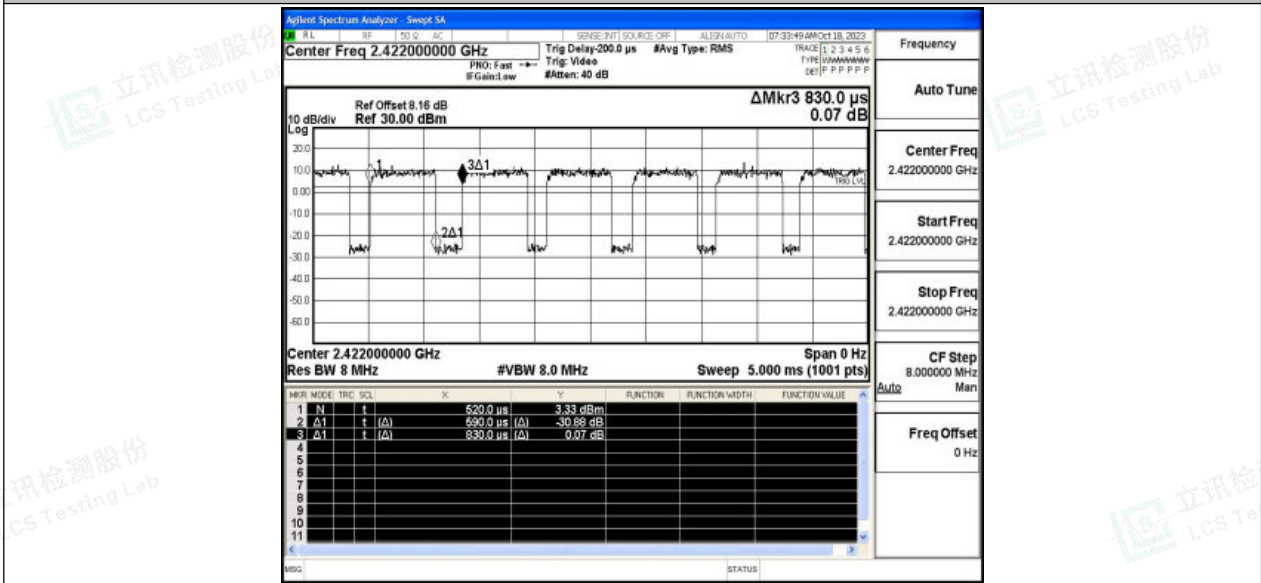 Agilent Spectrum Analyzer - Swept SA
RL RF 50 Ω AC SENSE:INT SOURCE OFF ALIGN AUTO 07:33:49 AM Oct 18, 2023
Center Freq 2.422000000 GHz
PNO: Fast
IFGain:Low
Trig Delay-200.0 µs #Avg Type: RMS
Trig: Video
#Atten: 40 dB
TRACE 1 2 3 4 5 6
TYPE
DET P P P P P P
Frequency
Auto Tune
Center Freq
2.422000000 GHz
Start Freq
2.422000000 GHz
Stop Freq
2.422000000 GHz
CF Step
8.000000 MHz
Auto Man
Freq Offset
0 Hz
ΔMkr3 830.0 µs
0.07 dB
Ref Offset 8.16 dB
10 dB/div Ref 30.00 dBm
Log
20.0
10.0
0.00
-10.0
-20.0
-30.0
-40.0
-50.0
-60.0
1
3Δ1
2Δ1
TRIG LVL
Center 2.422000000 GHz Span 0 Hz
Res BW 8 MHz #VBW 8.0 MHz Sweep 5.000 ms (1001 pts)
MKR MODE TRC SCL X Y FUNCTION FUNCTION WIDTH FUNCTION VALUE
1 N t 520.0 µs 3.33 dBm
2 Δ1 t (Δ) 590.0 µs (Δ) -30.88 dB
3 Δ1 t (Δ) 830.0 µs (Δ) 0.07 dB
4
5
6
7
8
9
10
11
MSG STATUS
立讯检测股份
LCS Testing Lab
立讯检测股份
LCS Testing Lab
立讯检测股份
LCS Testing Lab